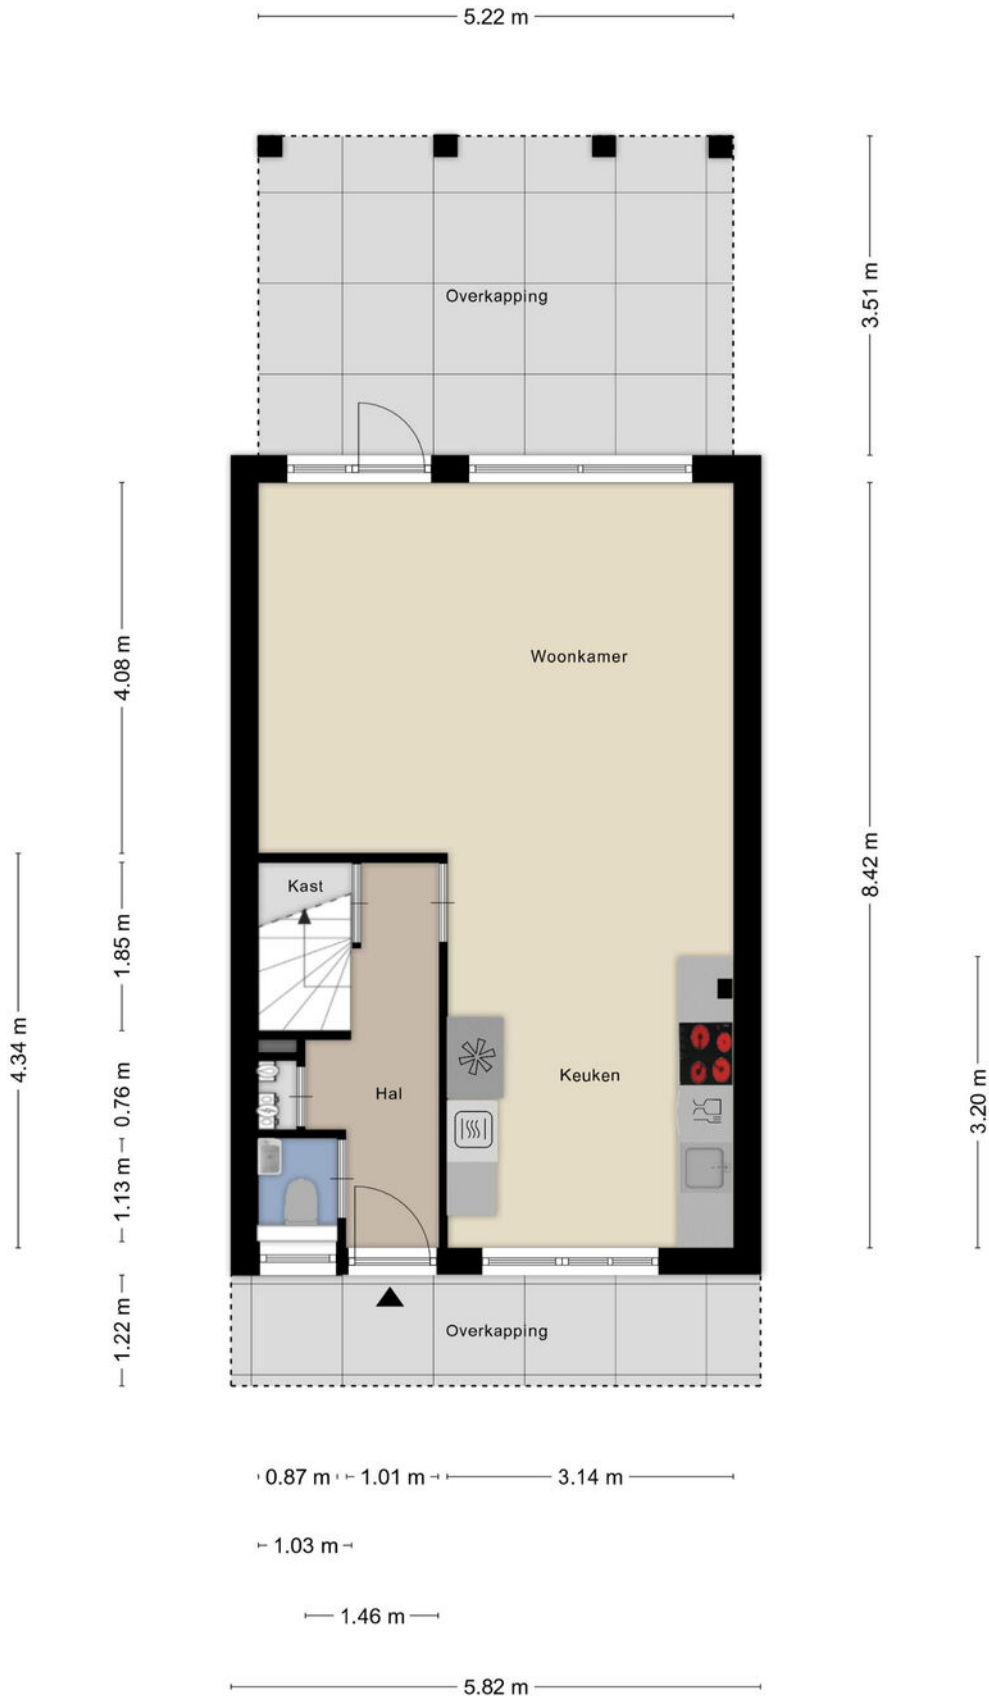 5.22 m
Overkapping
3.51 m
4.08 m
Woonkamer
8.42 m
Kast
1.85 m
4.34 m
Keuken
Hal
0.76 m
3.20 m
1.13 m
1.22 m
Overkapping
0.87 m
1.01 m
3.14 m
1.03 m
1.46 m
5.82 m